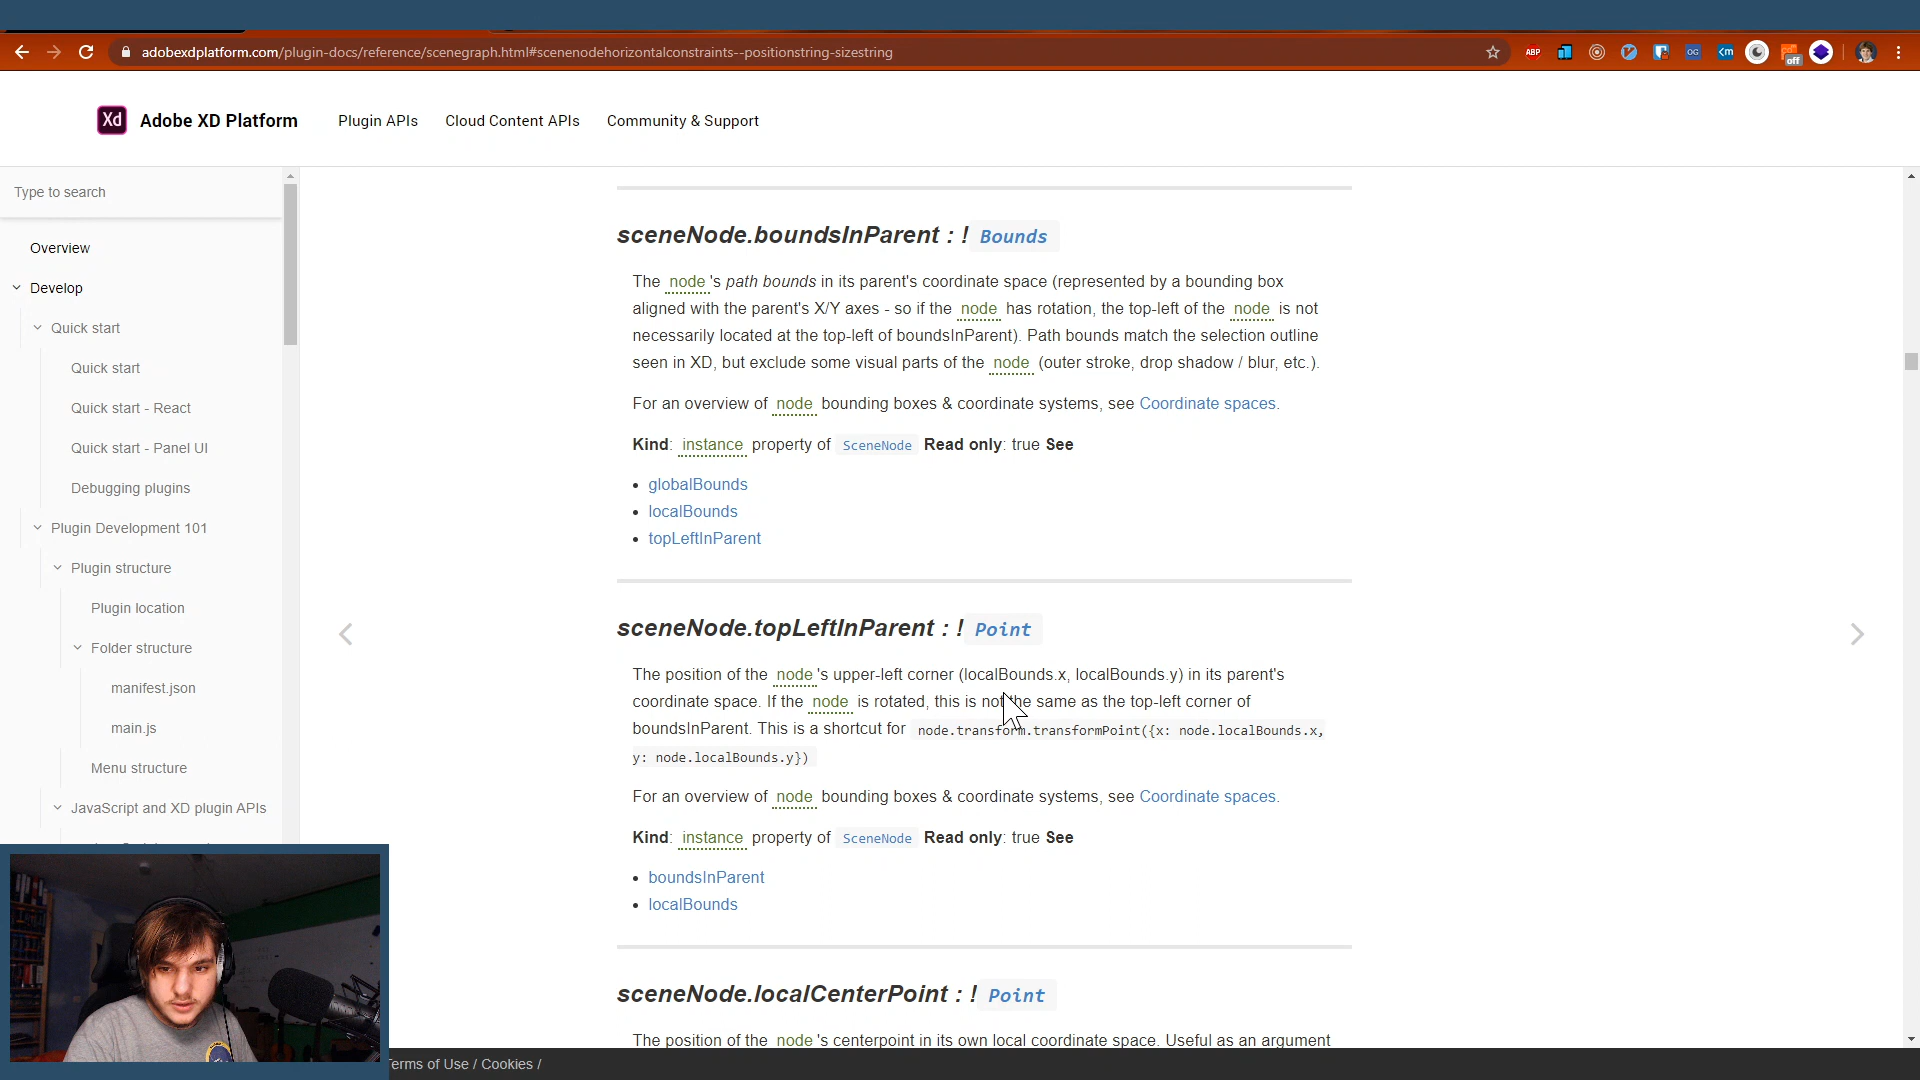 adobexdplatform.com/plugin-docs/reference/scenegraph.html#scenenodehorizontalconstraints--positionstring-sizestring
ABP
OG
<m
off
Xd
Adobe XD Platform
Plugin APIs
Cloud Content APIs
Community & Support
Type to search
Overview
Develop
Quick start
Quick start
Quick start - React
Quick start - Panel UI
Debugging plugins
Plugin Development 101
Plugin structure
Plugin location
Folder structure
manifest.json
main.js
Menu structure
JavaScript and XD plugin APIs
sceneNode.boundsInParent : ! Bounds
The node 's path bounds in its parent's coordinate space (represented by a bounding box
aligned with the parent's X/Y axes - so if the node has rotation, the top-left of the node is not
necessarily located at the top-left of boundsInParent). Path bounds match the selection outline
seen in XD, but exclude some visual parts of the node (outer stroke, drop shadow / blur, etc.).
For an overview of node bounding boxes & coordinate systems, see Coordinate spaces.
Kind: instance property of SceneNode Read only: true See
• globalBounds
• localBounds
• topLeftInParent
sceneNode.topLeftInParent : ! Point
The position of the node 's upper-left corner (localBounds.x, localBounds.y) in its parent's
coordinate space. If the node is rotated, this is not the same as the top-left corner of
boundsInParent. This is a shortcut for node.transform.transformPoint({x: node.localBounds.x,
y: node.localBounds.y})
For an overview of node bounding boxes & coordinate systems, see Coordinate spaces.
Kind: instance property of SceneNode Read only: true See
• boundsInParent
• localBounds
sceneNode.localCenterPoint : ! Point
The position of the node 's centerpoint in its own local coordinate space. Useful as an argument
erms of Use / Cookies /